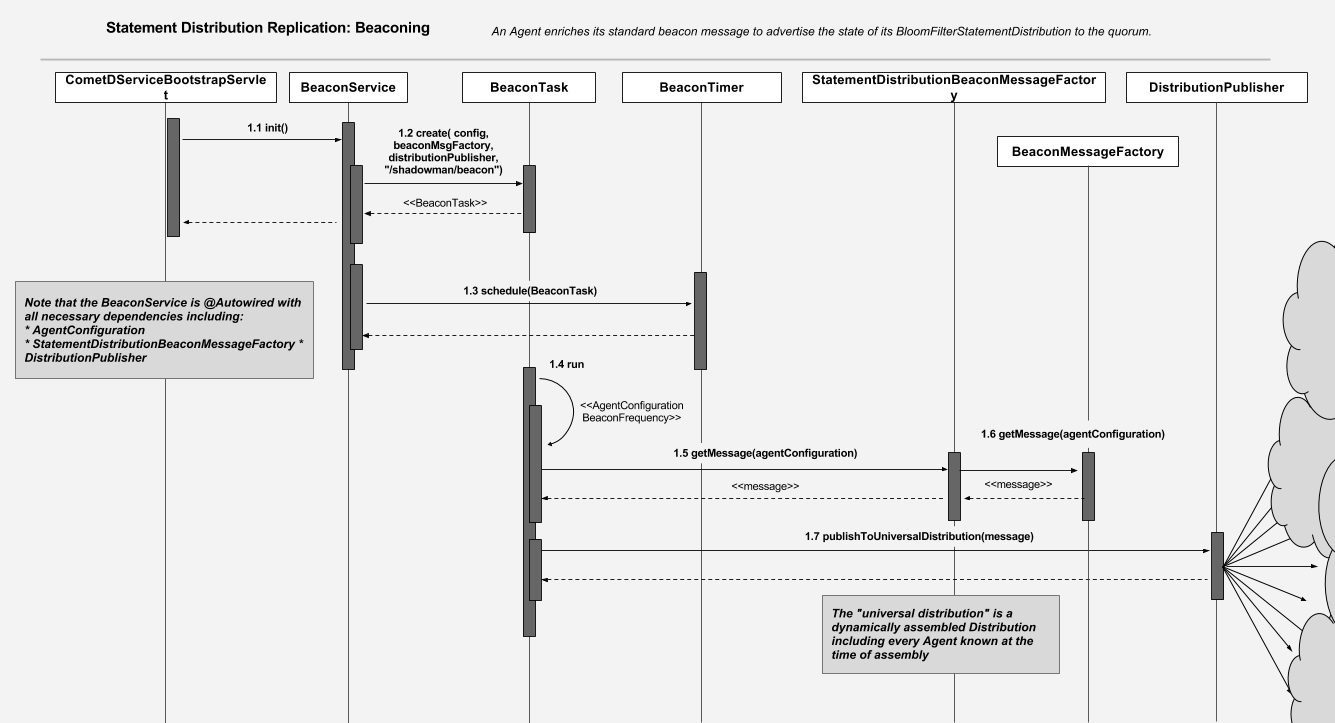 Statement Distribution Replication: Beaconing
An Agent enriches its standard beacon message to advertise the state of its BloomFilterStatementDistribution to the quorum.
CometDServiceBootstrapServle
t
BeaconService
BeaconTask
BeaconTimer
StatementDistributionBeaconMessageFactor
y
DistributionPublisher
BeaconMessageFactory
1.1 init()
1.2 create( config,
beaconMsgFactory,
distributionPublisher,
"/shadowman/beacon")
<<BeaconTask>>
Note that the BeaconService is @Autowired with
all necessary dependencies including:
* AgentConfiguration
* StatementDistributionBeaconMessageFactory *
DistributionPublisher
1.3 schedule(BeaconTask)
1.4 run
<<AgentConfiguration
BeaconFrequency>>
1.5 getMessage(agentConfiguration)
<<message>>
1.6 getMessage(agentConfiguration)
<<message>>
1.7 publishToUniversalDistribution(message)
The "universal distribution" is a
dynamically assembled Distribution
including every Agent known at the
time of assembly